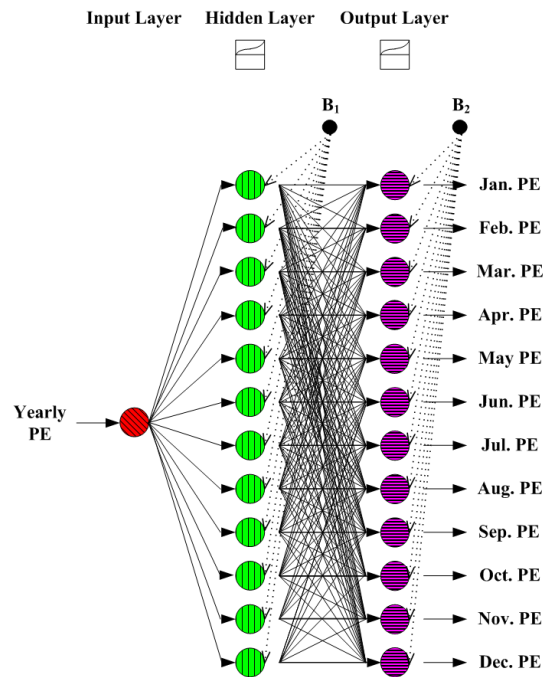 Input Layer Hidden Layer Output Layer
B1 B2
Jan. PE
Feb. PE
Mar. PE
Apr. PE
May PE
Jun. PE
Yearly
PE
Jul. PE
Aug. PE
Sep. PE
Oct. PE
Nov. PE
Dec. PE